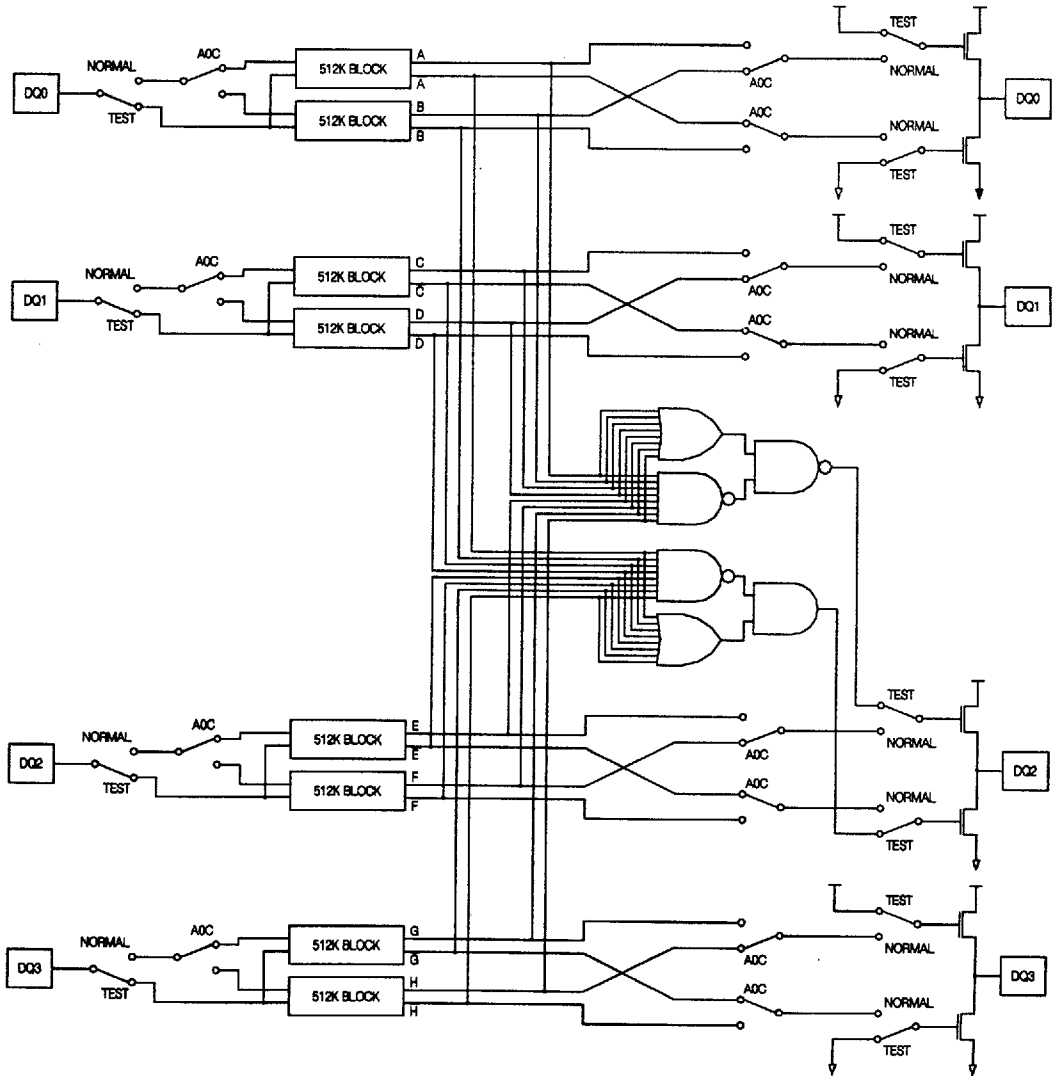 TEST
A0C
A
NORMAL
512K BLOCK
A
A0C
NORMAL
DQ0
B
DQ0
TEST
512K BLOCK
B
A0C
NORMAL
TEST
TEST
A0C
C
NORMAL
512K BLOCK
C
A0C
NORMAL
DQ1
D
DQ1
TEST
512K BLOCK
D
A0C
NORMAL
TEST
TEST
A0C
E
NORMAL
512K BLOCK
E
A0C
NORMAL
DQ2
F
DQ2
TEST
512K BLOCK
F
A0C
NORMAL
TEST
TEST
A0C
G
NORMAL
512K BLOCK
G
A0C
NORMAL
DQ3
H
DQ3
TEST
512K BLOCK
H
A0C
NORMAL
TEST